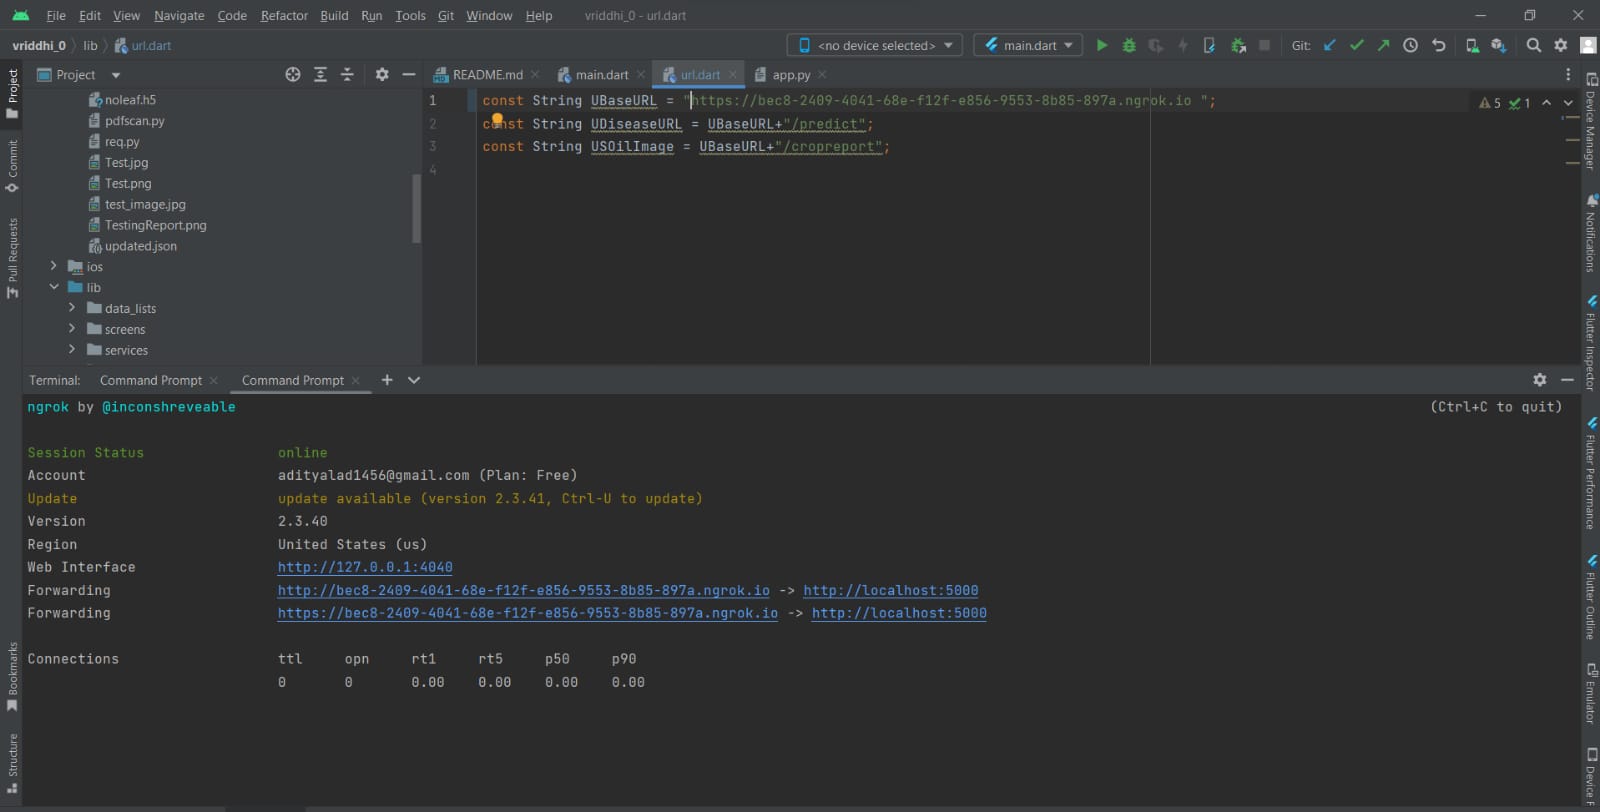 File Edit View Navigate Code Refactor Build Run Tools Git Window Help vriddhi_0 - url.dart
vriddhi_0 lib url.dart <no device selected> main.dart Git:
Project README.md main.dart url.dart app.py
noleaf.h5
pdfscan.py
req.py
Test.jpg
Test.png
test_image.jpg
TestingReport.png
updated.json
ios
lib
data_lists
screens
services
1 const String UBaseURL = "https://bec8-2409-4041-68e-f12f-e856-9553-8b85-897a.ngrok.io ";
2 const String UDiseaseURL = UBaseURL+"/predict";
3 const String USOilImage = UBaseURL+"/cropreport";
4
5 1
Terminal: Command Prompt Command Prompt
ngrok by @inconshreveable (Ctrl+C to quit)
Session Status online
Account adityalad1456@gmail.com (Plan: Free)
Update update available (version 2.3.41, Ctrl-U to update)
Version 2.3.40
Region United States (us)
Web Interface http://127.0.0.1:4040
Forwarding http://bec8-2409-4041-68e-f12f-e856-9553-8b85-897a.ngrok.io -> http://localhost:5000
Forwarding https://bec8-2409-4041-68e-f12f-e856-9553-8b85-897a.ngrok.io -> http://localhost:5000
Connections ttl opn rt1 rt5 p50 p90
0 0 0.00 0.00 0.00 0.00
Project
Commit
Pull Requests
Bookmarks
Structure
Device Manager
Notifications
Flutter Inspector
Flutter Performance
Flutter Outline
Emulator
Device F